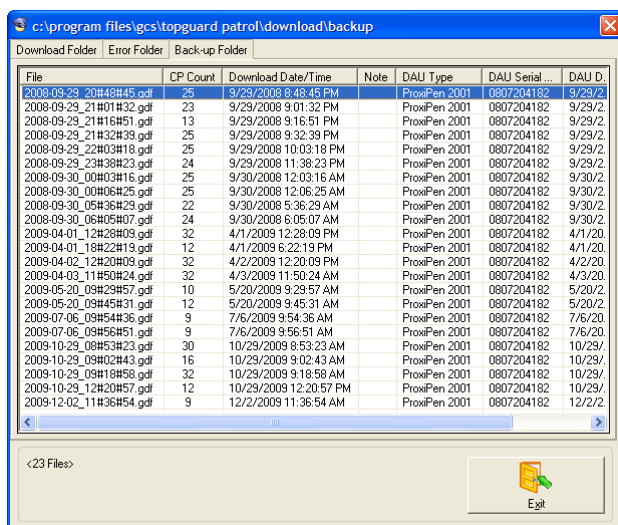 c:\program files\gcs\topguard patrol\download\backup
Download Folder Error Folder Back-up Folder
File CP Count Download Date/Time Note DAU Type DAU Serial ... DAU D.
2008-09-29_20#48#45.gdf 25 9/29/2008 8:48:45 PM ProxiPen 2001 0807204182 9/29/2.
2008-09-29_21#01#32.gdf 23 9/29/2008 9:01:32 PM ProxiPen 2001 0807204182 9/29/2.
2008-09-29_21#16#51.gdf 13 9/29/2008 9:16:51 PM ProxiPen 2001 0807204182 9/29/2.
2008-09-29_21#32#39.gdf 25 9/29/2008 9:32:39 PM ProxiPen 2001 0807204182 9/29/2.
2008-09-29_22#03#18.gdf 25 9/29/2008 10:03:18 PM ProxiPen 2001 0807204182 9/29/2.
2008-09-29_23#38#23.gdf 24 9/29/2008 11:38:23 PM ProxiPen 2001 0807204182 9/29/2.
2008-09-30_00#03#16.gdf 25 9/30/2008 12:03:16 AM ProxiPen 2001 0807204182 9/30/2.
2008-09-30_00#06#25.gdf 25 9/30/2008 12:06:25 AM ProxiPen 2001 0807204182 9/30/2.
2008-09-30_05#36#29.gdf 22 9/30/2008 5:36:29 AM ProxiPen 2001 0807204182 9/30/2.
2008-09-30_06#05#07.gdf 24 9/30/2008 6:05:07 AM ProxiPen 2001 0807204182 9/30/2.
2009-04-01_12#28#09.gdf 32 4/1/2009 12:28:09 PM ProxiPen 2001 0807204182 4/1/20.
2009-04-01_18#22#19.gdf 12 4/1/2009 6:22:19 PM ProxiPen 2001 0807204182 4/1/20.
2009-04-02_12#20#09.gdf 32 4/2/2009 12:20:09 PM ProxiPen 2001 0807204182 4/2/20.
2009-04-03_11#50#24.gdf 32 4/3/2009 11:50:24 AM ProxiPen 2001 0807204182 4/3/20.
2009-05-20_09#29#57.gdf 10 5/20/2009 9:29:57 AM ProxiPen 2001 0807204182 5/20/2.
2009-05-20_09#45#31.gdf 12 5/20/2009 9:45:31 AM ProxiPen 2001 0807204182 5/20/2.
2009-07-06_09#54#36.gdf 9 7/6/2009 9:54:36 AM ProxiPen 2001 0807204182 7/6/20.
2009-07-06_09#56#51.gdf 9 7/6/2009 9:56:51 AM ProxiPen 2001 0807204182 7/6/20.
2009-10-29_08#53#23.gdf 30 10/29/2009 8:53:23 AM ProxiPen 2001 0807204182 10/29/.
2009-10-29_09#02#43.gdf 16 10/29/2009 9:02:43 AM ProxiPen 2001 0807204182 10/29/.
2009-10-29_09#18#58.gdf 32 10/29/2009 9:18:58 AM ProxiPen 2001 0807204182 10/29/.
2009-10-29_12#20#57.gdf 12 10/29/2009 12:20:57 PM ProxiPen 2001 0807204182 10/29/.
2009-12-02_11#36#54.gdf 9 12/2/2009 11:36:54 AM ProxiPen 2001 0807204182 12/2/2.
<23 Files>
Exit